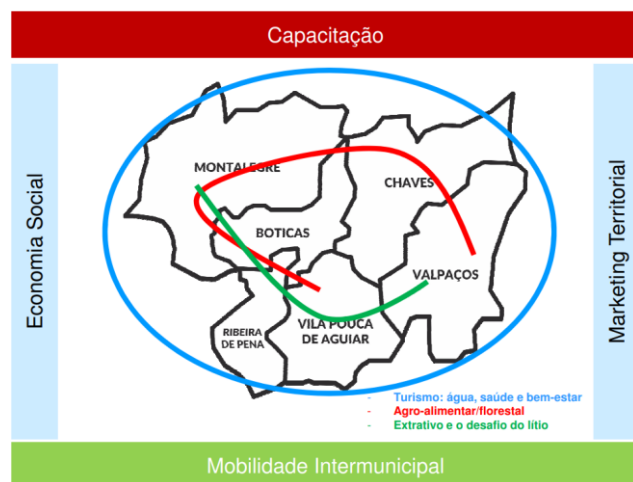 Capacitação
Economia Social
MONTALEGRE
CHAVES
BOTICAS
VALPAÇOS
RIBEIRA
DE PENA
VILA POUCA
DE AGUIAR
- Turismo: água, saúde e bem-estar
- Agro-alimentar/florestal
- Extrativo e o desafio do lítio
Marketing Territorial
Mobilidade Intermunicipal